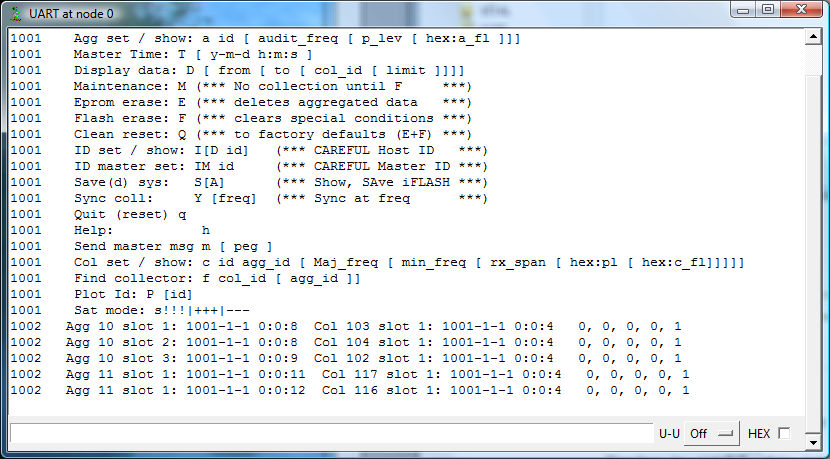 UART at node 0
1001 Agg set / show: a id [ audit_freq [ p_lev [ hex:a_fl ]]]
1001 Master Time: T [ y-m-d h:m:s ]
1001 Display data: D [ from [ to [ col_id [ limit ]]]]
1001 Maintenance: M (*** No collection until F ***)
1001 Eprom erase: E (*** deletes aggregated data ***)
1001 Flash erase: F (*** clears special conditions ***)
1001 Clean reset: Q (*** to factory defaults (E+F) ***)
1001 ID set / show: I[D id] (*** CAREFUL Host ID ***)
1001 ID master set: IM id (*** CAREFUL Master ID ***)
1001 Save(d) sys: S[A] (*** Show, SAve iFLASH ***)
1001 Sync coll: Y [freq] (*** Sync at freq ***)
1001 Quit (reset) q
1001 Help: h
1001 Send master msg m [ peg ]
1001 Col set / show: c id agg_id [ Maj_freq [ min_freq [ rx_span [ hex:pl [ hex:c_fl]]]]]
1001 Find collector: f col_id [ agg_id ]]
1001 Plot Id: P [id]
1001 Sat mode: s!!!|+++|---
1002 Agg 10 slot 1: 1001-1-1 0:0:8 Col 103 slot 1: 1001-1-1 0:0:4 0, 0, 0, 0, 1
1002 Agg 10 slot 2: 1001-1-1 0:0:8 Col 104 slot 1: 1001-1-1 0:0:4 0, 0, 0, 0, 1
1002 Agg 10 slot 3: 1001-1-1 0:0:9 Col 102 slot 1: 1001-1-1 0:0:4 0, 0, 0, 0, 1
1002 Agg 11 slot 1: 1001-1-1 0:0:11 Col 117 slot 1: 1001-1-1 0:0:4 0, 0, 0, 0, 1
1002 Agg 11 slot 1: 1001-1-1 0:0:12 Col 116 slot 1: 1001-1-1 0:0:4 0, 0, 0, 0, 1
U-U Off HEX